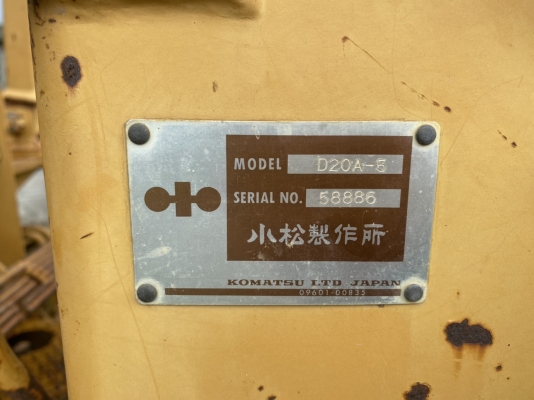 MODEL D20A-5
SERIAL NO. 58886
小松製作所
KOMATSU LTD JAPAN
09601-00835